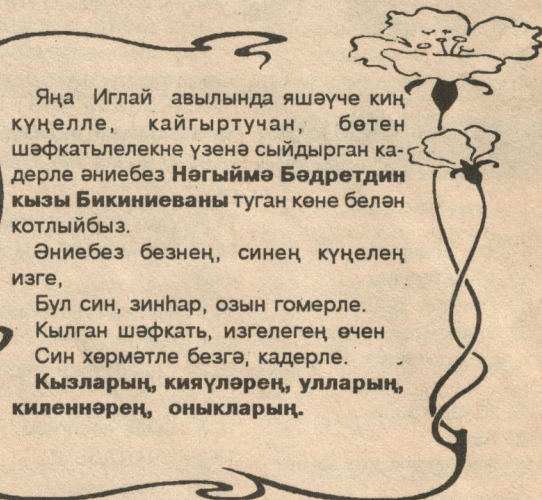 Яңа Иглай авылында яшәүче киң
күңелле, кайгыртучан, бөтен
шәфкатьлелекне үзенә сыйдырган ка-
дерле әниебез Нәгыймә Бәдретдин
кызы Бикиниеваны туган көне белән
котлыйбыз.
Әниебез безнең, синең күңелең
изге,
Бул син, зинһар, озын гомерле.
Кылган шәфкать, изгелегең өчен
Син хөрмәтле безгә, кадерле.
Кызларың, кияүләрең, улларың,
киленнәрең, оныкларың.